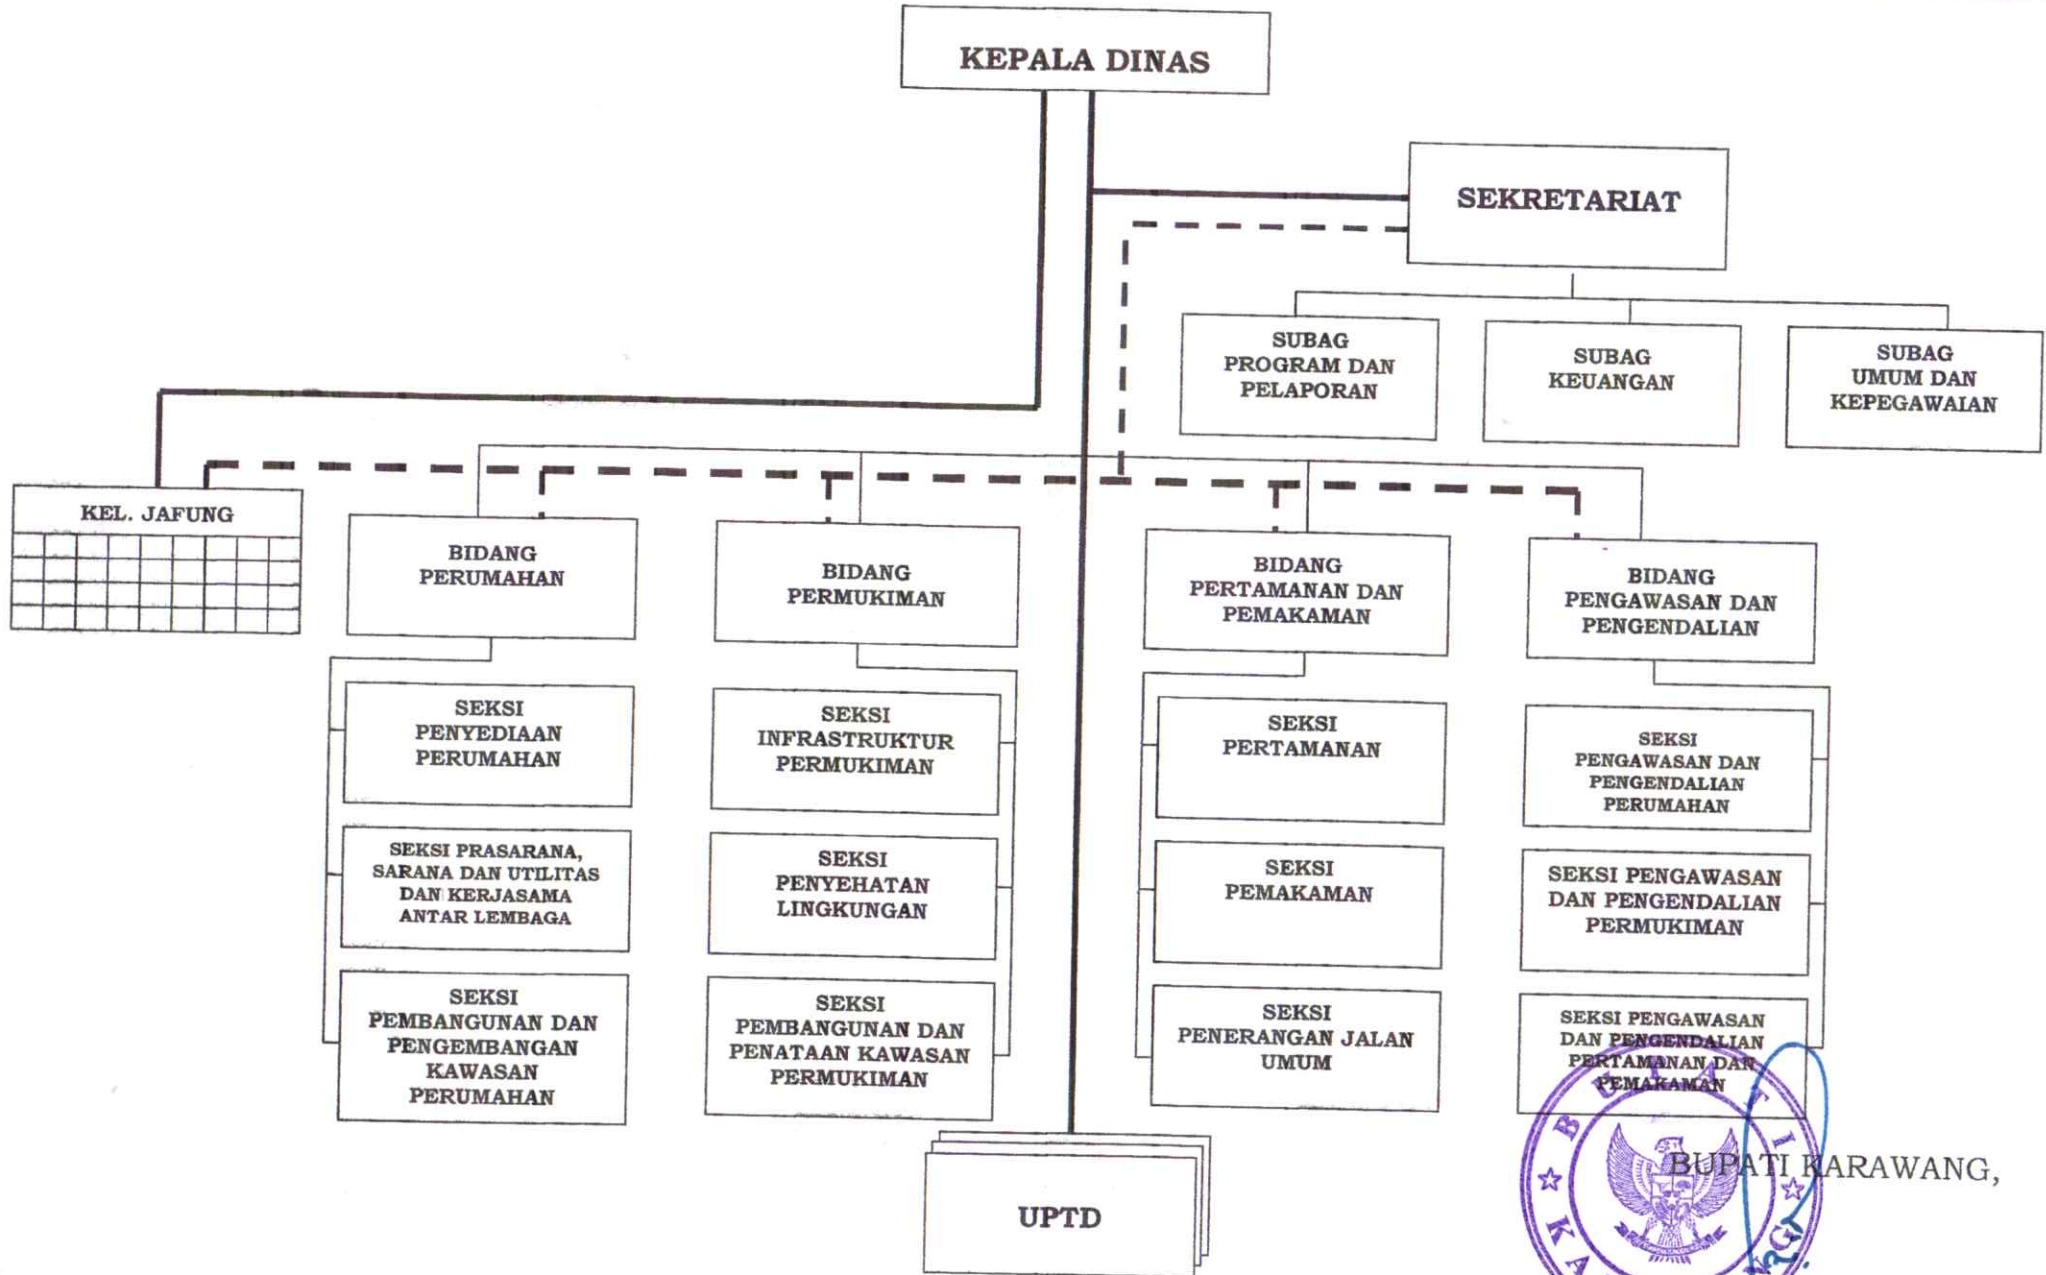 KEPALA DINAS
SEKRETARIAT
SUBAG
PROGRAM DAN
PELAPORAN
SUBAG
KEUANGAN
SUBAG
UMUM DAN
KEPEGAWAIAN
KEL. JAFUNG
BIDANG
PERUMAHAN
BIDANG
PERMUKIMAN
BIDANG
PERTAMANAN DAN
PEMAKAMAN
BIDANG
PENGAWASAN DAN
PENGENDALIAN
SEKSI
PENYEDIAAN
PERUMAHAN
SEKSI
INFRASTRUKTUR
PERMUKIMAN
SEKSI
PERTAMANAN
SEKSI
PENGAWASAN DAN
PENGENDALIAN
PERUMAHAN
SEKSI PRASARANA,
SARANA DAN UTILITAS
DAN KERJASAMA
ANTAR LEMBAGA
SEKSI
PENYEHATAN
LINGKUNGAN
SEKSI
PEMAKAMAN
SEKSI PENGAWASAN
DAN PENGENDALIAN
PERMUKIMAN
SEKSI
PEMBANGUNAN DAN
PENGEMBANGAN
KAWASAN
PERUMAHAN
SEKSI
PEMBANGUNAN DAN
PENATAAN KAWASAN
PERMUKIMAN
SEKSI
PENERANGAN JALAN
UMUM
SEKSI PENGAWASAN
DAN PENGENDALIAN
PERTAMANAN DAN
PEMAKAMAN
UPTD
BUPATI
BUPATI KARAWANG,